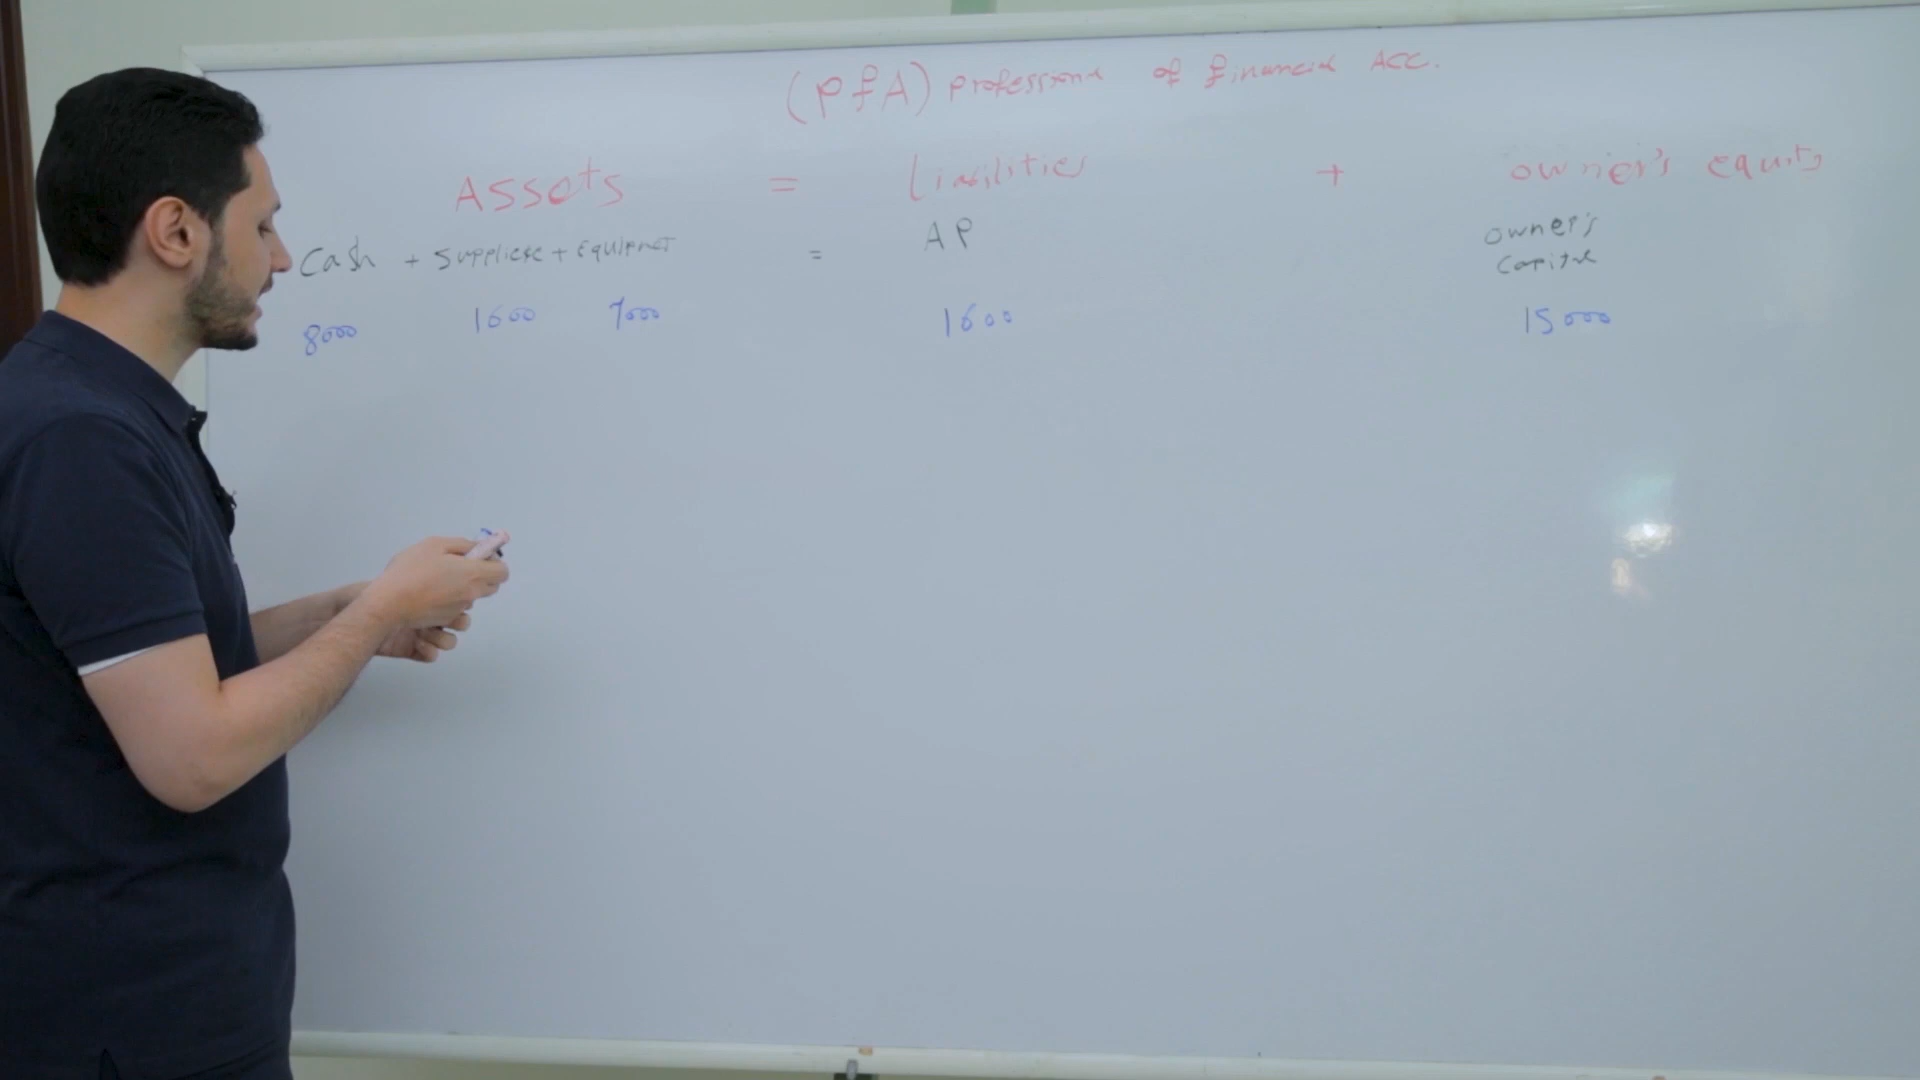 (PFA) professional of financial Acc.
Assets = Liabilities + owner's equity
Cash + Suppliese + Equipmet = AP owner's
capital
8000 1600 7000 1600 15000